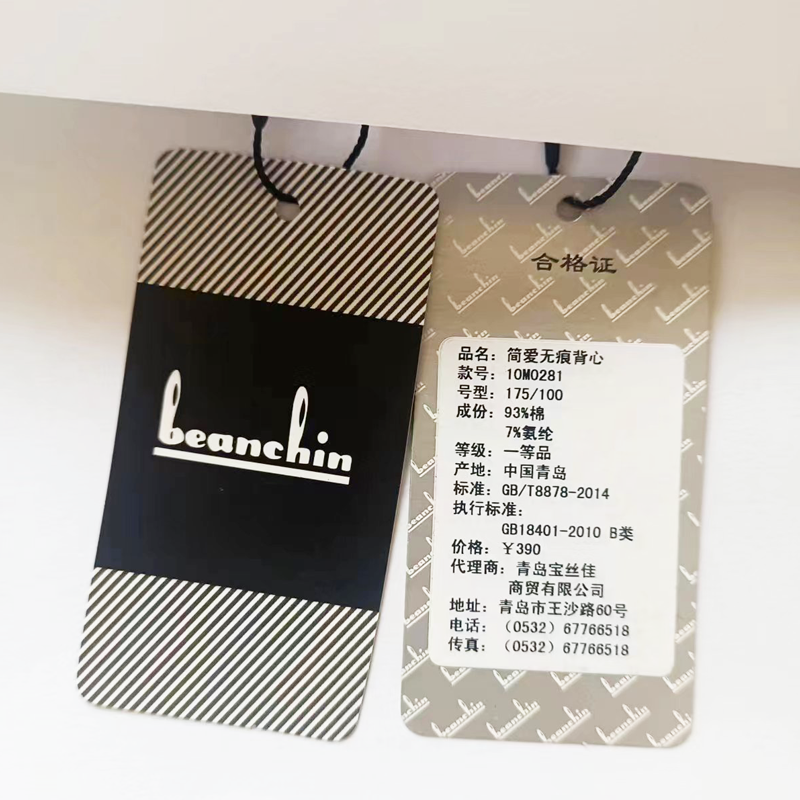 beanchin
合格证
品名：简爱无痕背心
款号：10M0281
号型：175/100
成份：93%棉
7%氨纶
等级：一等品
产地：中国青岛
标准：GB/T8878-2014
执行标准：
GB18401-2010 B类
价格：￥390
代理商：青岛宝丝佳
商贸有限公司
地址：青岛市王沙路60号
电话：（0532）67766518
传真：（0532）67766518